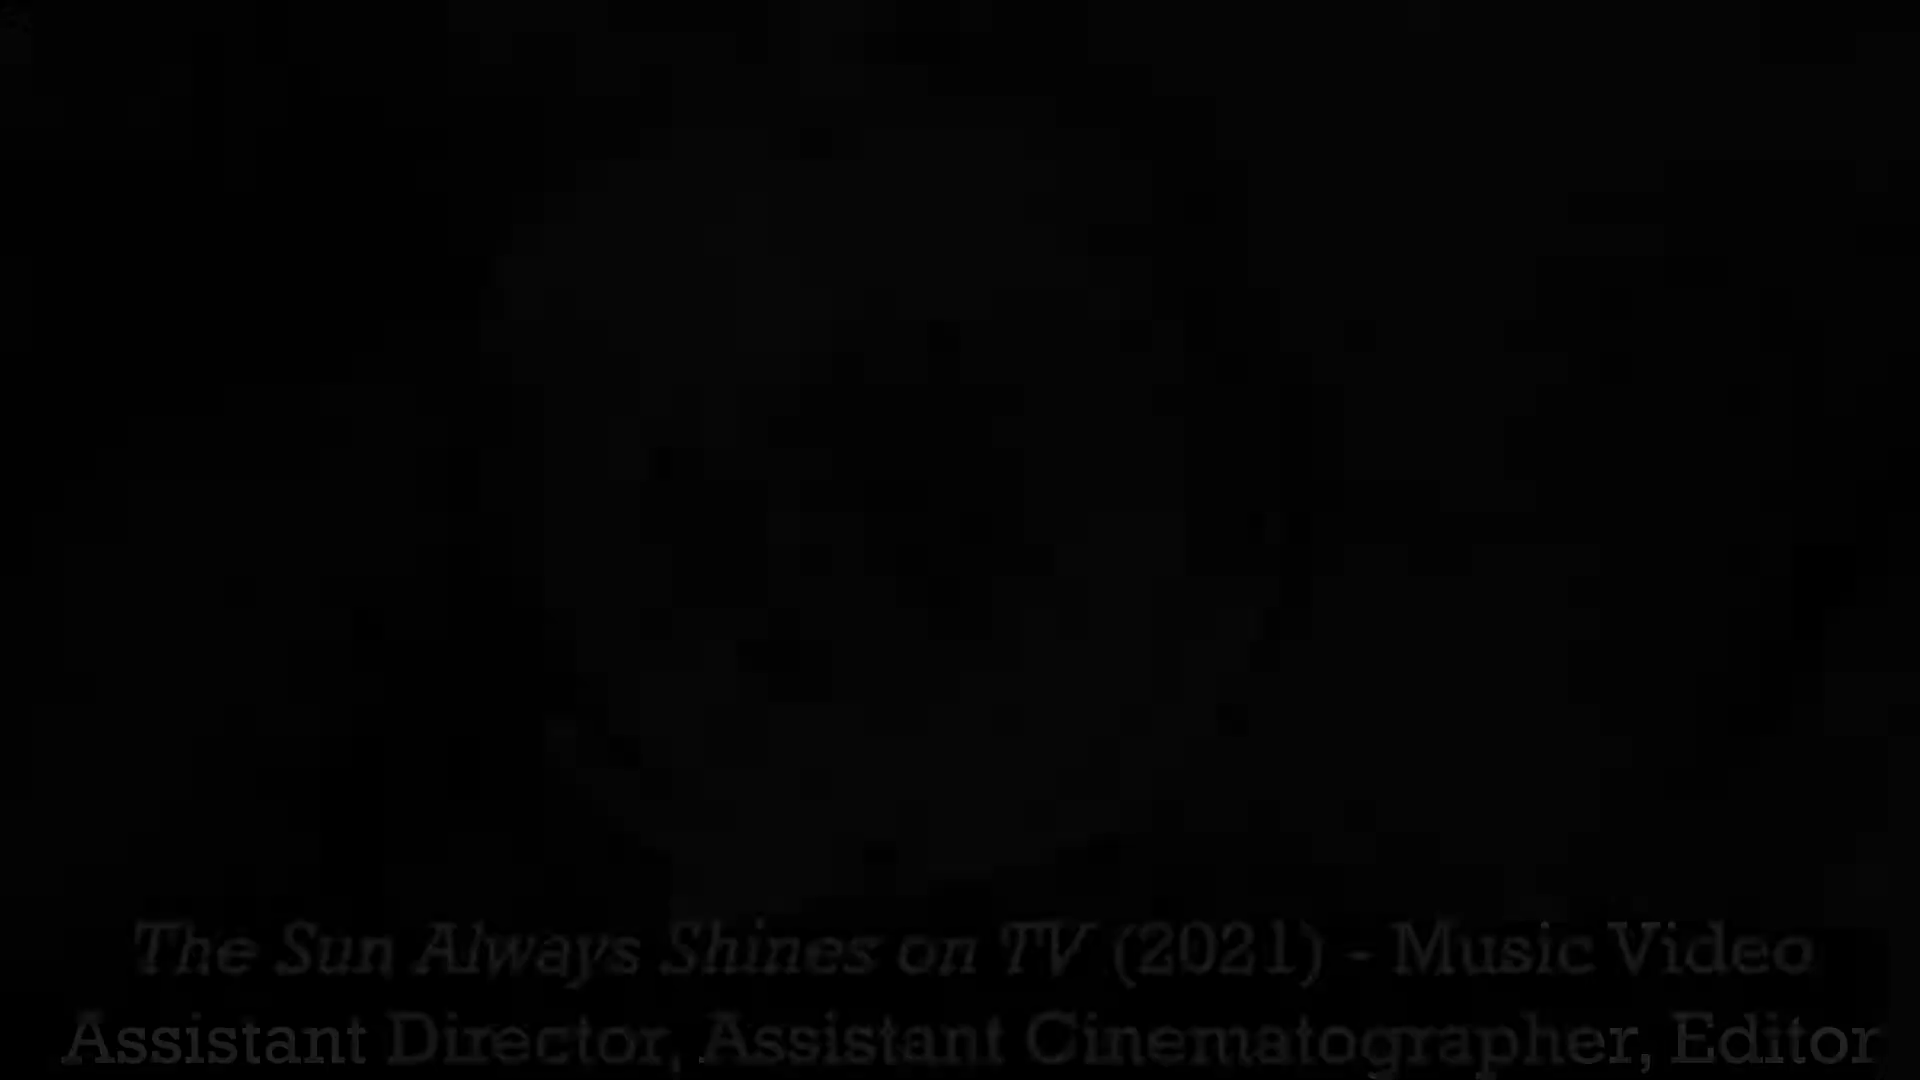 The Sun Always Shines on TV (2021) - Music Video
Assistant Director, Assistant Cinematographer, Editor